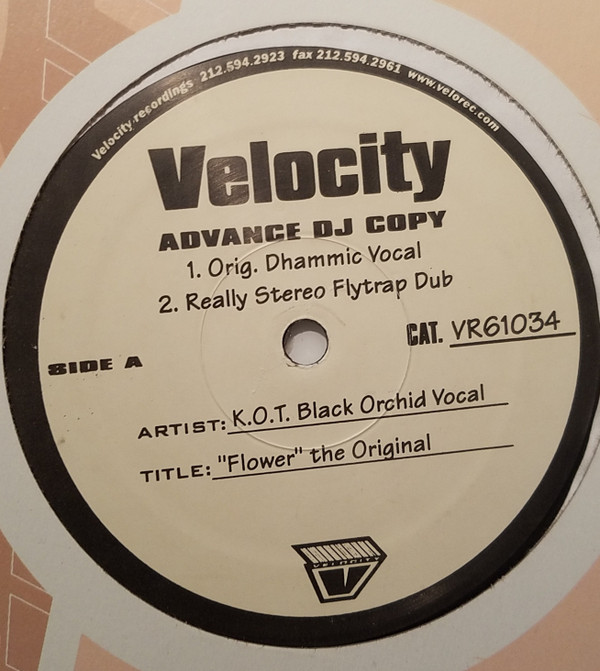 Velocity recordings 212.594.2923 fax 212.594.2961 www.velorec.com
Velocity
ADVANCE DJ COPY
1. Orig. Dhammic Vocal
2. Really Stereo Flytrap Dub
CAT. VR61034
SIDE A
ARTIST: K.O.T. Black Orchid Vocal
TITLE: "Flower" the Original
VELOCITY